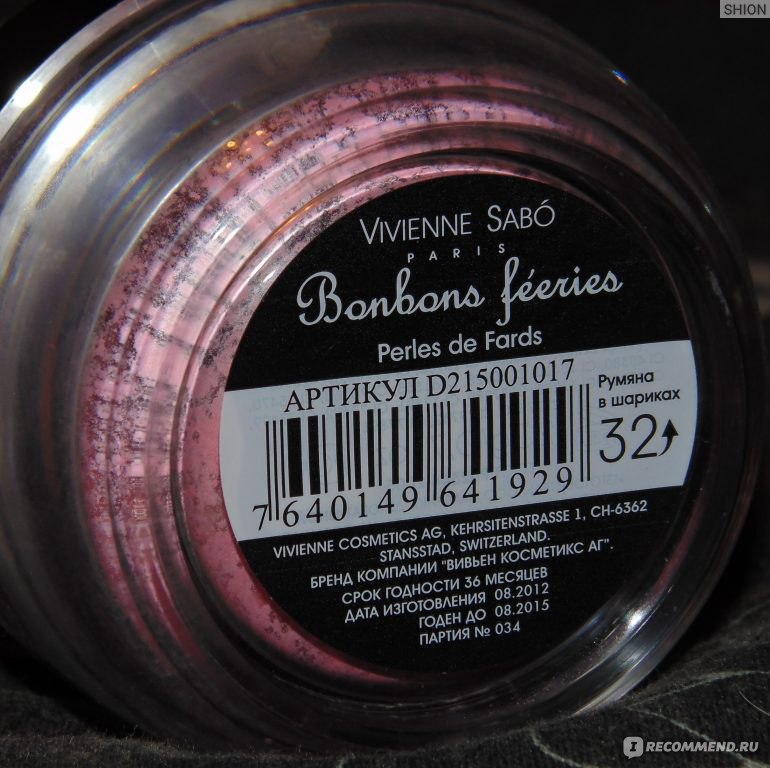 SHION
VIVIENNE SABÓ
PARIS
Bonbons féeries
Perles de Fards
АРТИКУЛ D215001017
Румяна
в шариках
32
7 640149 641929
VIVIENNE COSMETICS AG, KEHRSITENSTRASSE 1, CH-6362
STANSSTAD, SWITZERLAND.
БРЕНД КОМПАНИИ "ВИВЬЕН КОСМЕТИКС АГ".
СРОК ГОДНОСТИ 36 МЕСЯЦЕВ
ДАТА ИЗГОТОВЛЕНИЯ 08.2012
ГОДЕН ДО 08.2015
ПАРТИЯ № 034
IRECOMMEND.RU